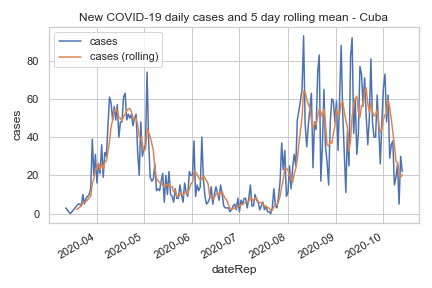 New COVID-19 daily cases and 5 day rolling mean - Cuba
cases
cases (rolling)
80
60
40
20
0
cases
2020-04
2020-05
2020-06
2020-07
2020-08
2020-09
2020-10
dateRep